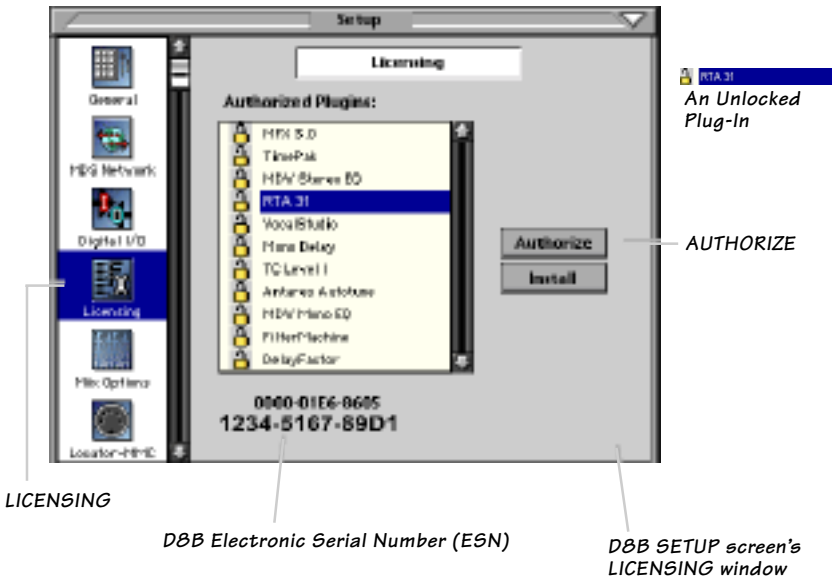 Setup
Licensing
General
MDS Network
Digital I/O
Licensing
Mix Options
Locator-MMC
Authorized Plugins:
MFX 5.0
TimePak
MDW Stereo EQ
RTA 31
VocalStudio
Mono Delay
TC Level I
Antares Autotune
MDW Mono EQ
FilterMachine
DelayFactor
Authorize
Install
0000-01E6-8605
1234-5167-89D1
RTA 31
An Unlocked
Plug-In
AUTHORIZE
LICENSING
D8B Electronic Serial Number (ESN)
D8B SETUP screen's
LICENSING window